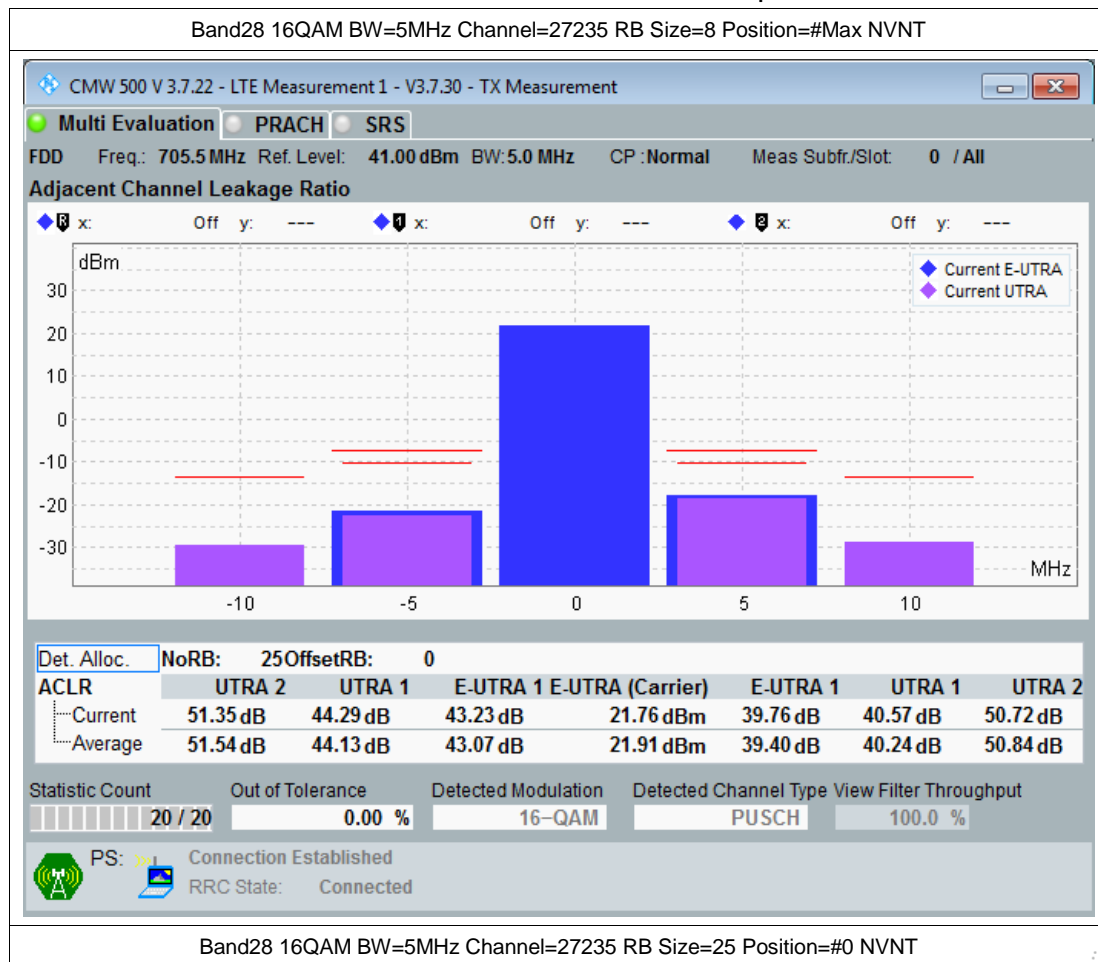 Band28 16QAM BW=5MHz Channel=27235 RB Size=8 Position=#Max NVNT
CMW 500 V 3.7.22 - LTE Measurement 1 - V3.7.30 - TX Measurement
Multi Evaluation PRACH SRS
FDD Freq.: 705.5 MHz Ref. Level: 41.00 dBm BW: 5.0 MHz CP : Normal Meas Subfr./Slot: 0 / All
Adjacent Channel Leakage Ratio
R x: Off y: --- 1 x: Off y: --- 2 x: Off y: ---
dBm
Current E-UTRA
Current UTRA
30
20
10
0
-10
-20
-30
MHz
-10 -5 0 5 10
Det. Alloc. NoRB: 25 OffsetRB: 0
ACLR UTRA 2 UTRA 1 E-UTRA 1 E-UTRA (Carrier) E-UTRA 1 UTRA 1 UTRA 2
Current 51.35 dB 44.29 dB 43.23 dB 21.76 dBm 39.76 dB 40.57 dB 50.72 dB
Average 51.54 dB 44.13 dB 43.07 dB 21.91 dBm 39.40 dB 40.24 dB 50.84 dB
Statistic Count Out of Tolerance Detected Modulation Detected Channel Type View Filter Throughput
20 / 20 0.00 % 16-QAM PUSCH 100.0 %
PS: Connection Established
RRC State: Connected
Band28 16QAM BW=5MHz Channel=27235 RB Size=25 Position=#0 NVNT